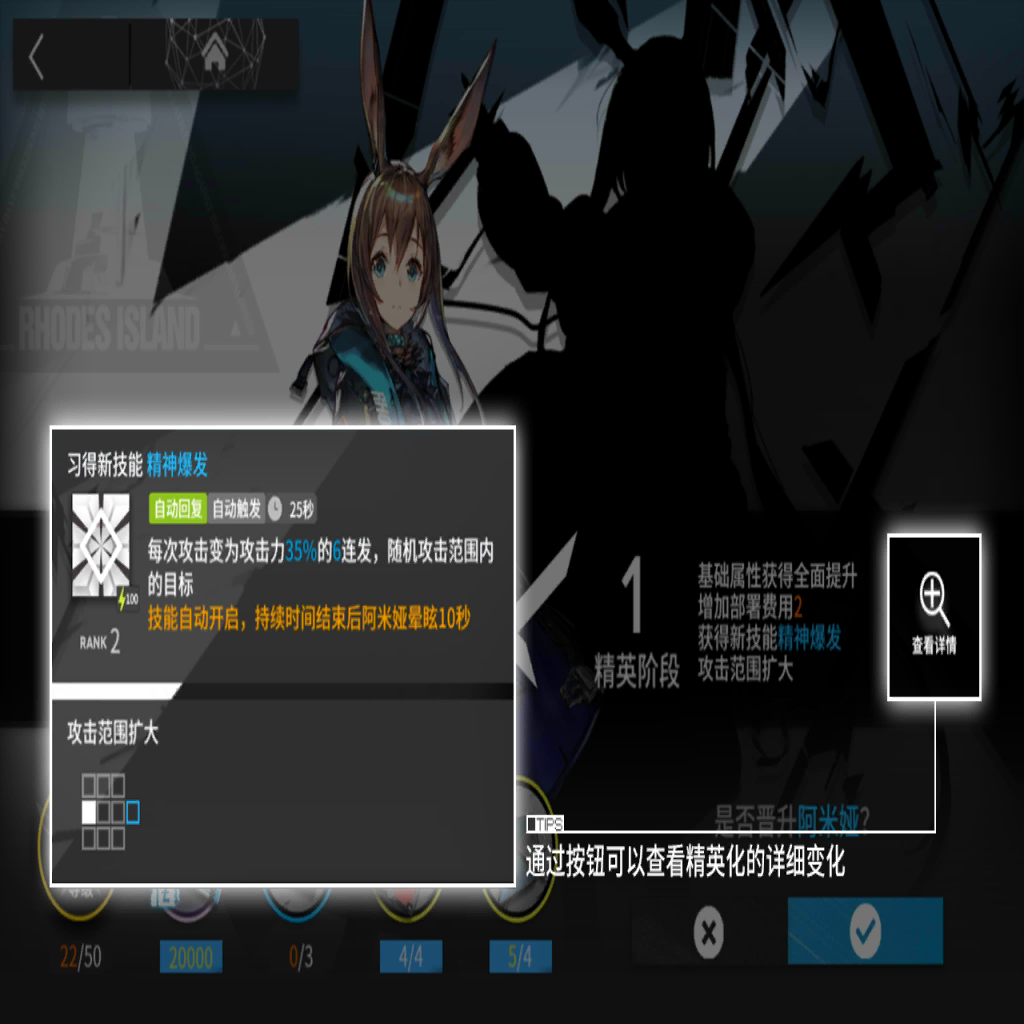 RHODES ISLAND
习得新技能 精神爆发
自动回复 自动触发 25秒
每次攻击变为攻击力35%的6连发，随机攻击范围内
的目标
技能自动开启，持续时间结束后阿米娅晕眩10秒
100
RANK 2
攻击范围扩大
1
精英阶段
基础属性获得全面提升
增加部署费用2
获得新技能精神爆发
攻击范围扩大
查看详情
是否晋升阿米娅?
TIPS
通过按钮可以查看精英化的详细变化
22/50
20000
0/3
4/4
5/4